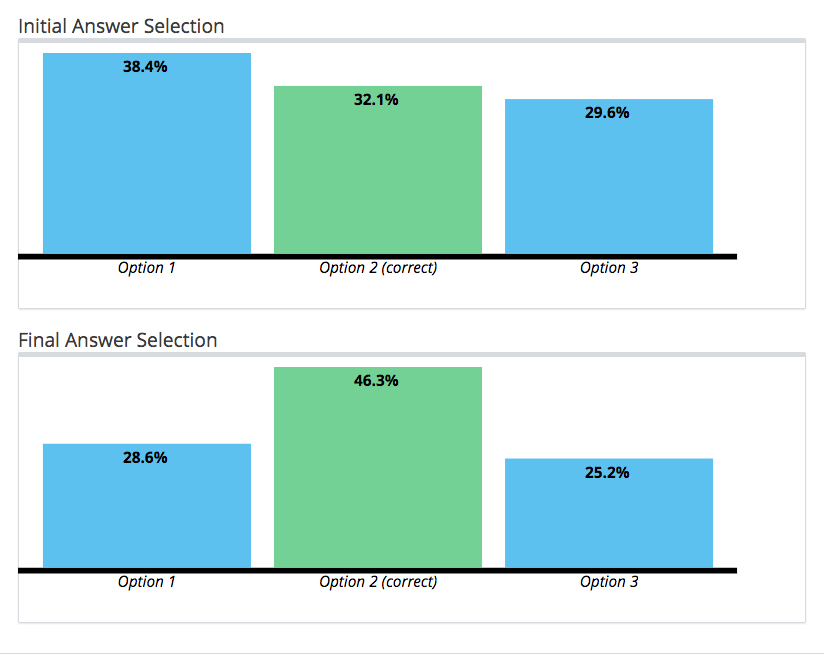 Initial Answer Selection
38.4%
32.1%
29.6%
Option 1
Option 2 (correct)
Option 3
Final Answer Selection
46.3%
28.6%
25.2%
Option 1
Option 2 (correct)
Option 3